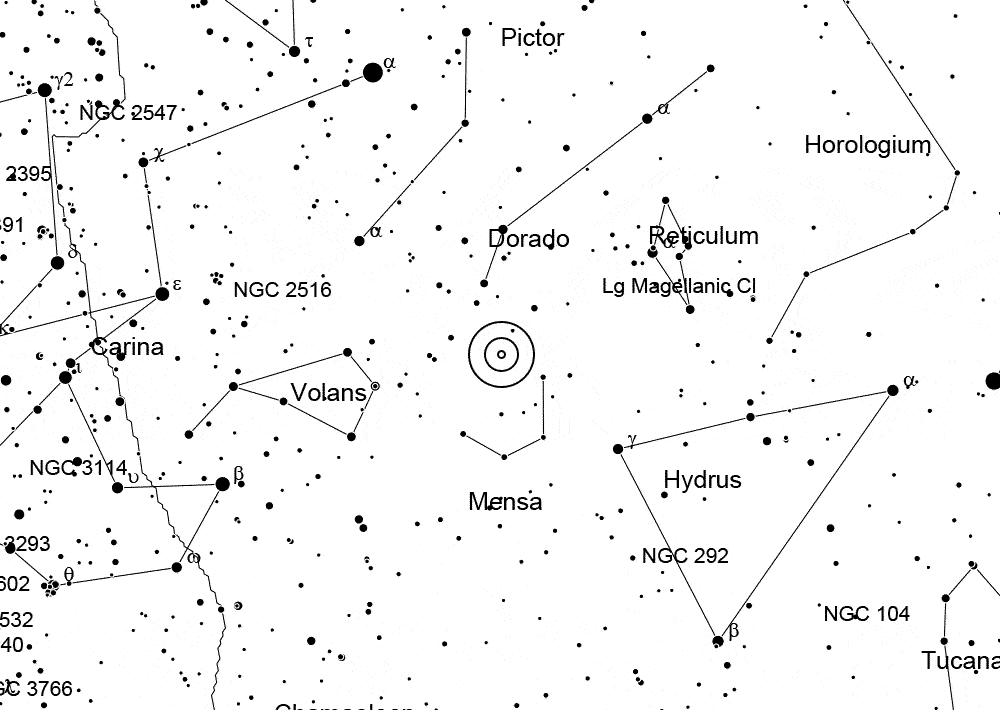 Pictor
τ
α
γ2
NGC 2547
α
χ
Horologium
2395
391
α
Dorado
Reticulum
α
δ
ε
NGC 2516
Lg Magellanic Cl
κ
Carina
ι
Volans
α
γ
β
NGC 3114
υ
Hydrus
Mensa
3293
ω
NGC 292
θ
602
NGC 104
532
β
40
Tucana
GC 3766
Chamaeleon